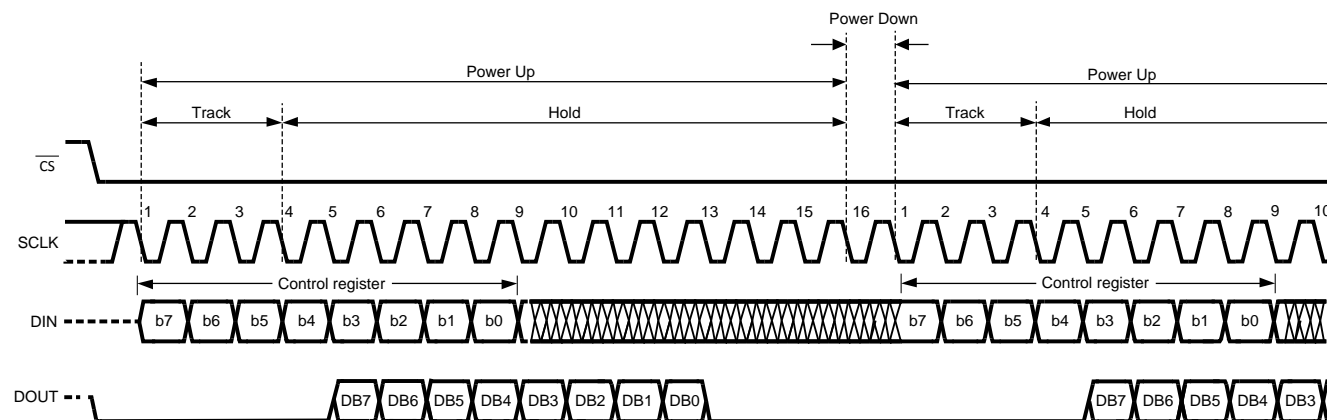 Power Down
Power Up
Power Up
Track Hold Track Hold
CS
1 2 3 4 5 6 7 8 9 10 11 12 13 14 15 16 1 2 3 4 5 6 7 8 9 10
SCLK
Control register Control register
DIN b7 b6 b5 b4 b3 b2 b1 b0 b7 b6 b5 b4 b3 b2 b1 b0
DOUT DB7 DB6 DB5 DB4 DB3 DB2 DB1 DB0 DB7 DB6 DB5 DB4 DB3